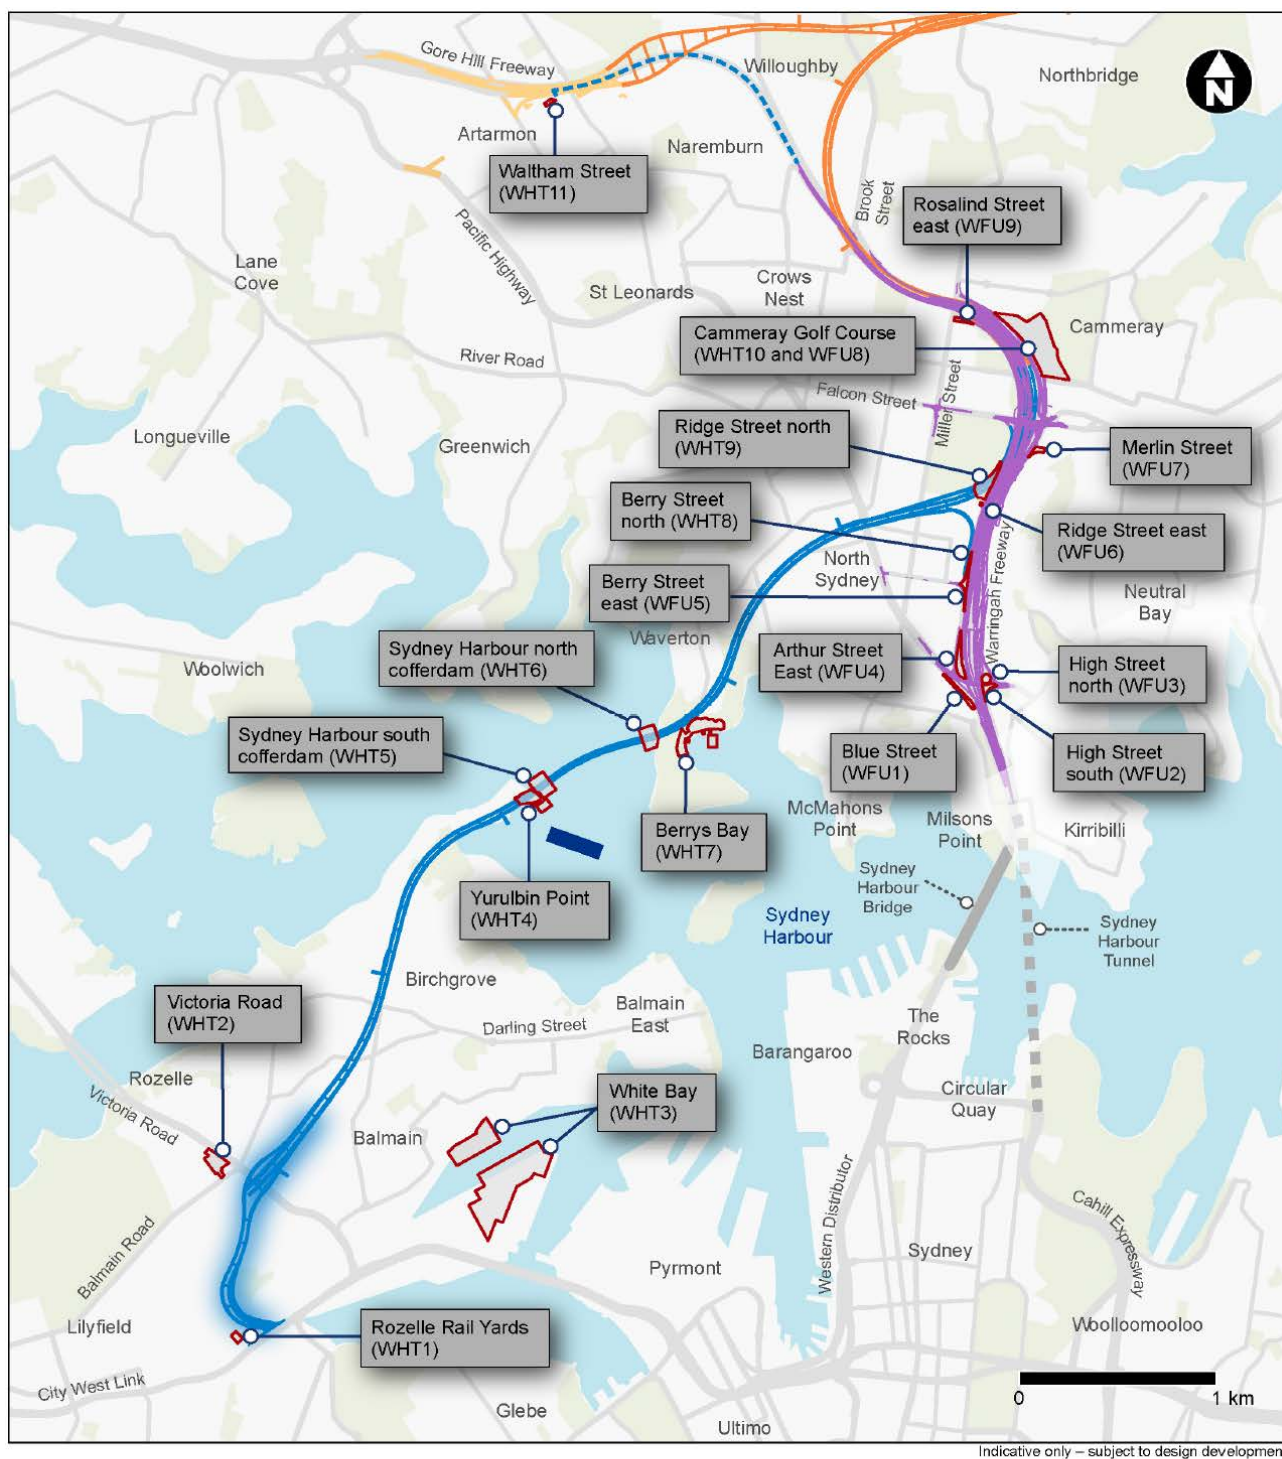 Gore Hill Freeway
Willoughby
Northbridge
N
Artarmon
Naremburn
Waltham Street
(WHT11)
Brook
Street
Rosalind Street
east (WFU9)
Pacific Highway
Lane
Cove
St Leonards
Crows
Nest
Cammeray Golf Course
(WHT10 and WFU8)
Cammeray
River Road
Falcon Street
Miller Street
Longueville
Greenwich
Ridge Street north
(WHT9)
Merlin Street
(WFU7)
Berry Street
north (WHT8)
Ridge Street east
(WFU6)
North
Sydney
Warringah Freeway
Berry Street
east (WFU5)
Neutral
Bay
Waverton
Woolwich
Sydney Harbour north
cofferdam (WHT6)
Arthur Street
East (WFU4)
High Street
north (WFU3)
Sydney Harbour south
cofferdam (WHT5)
Blue Street
(WFU1)
High Street
south (WFU2)
McMahons
Point
Milsons
Point
Kirribilli
Berrys Bay
(WHT7)
Yurulbin Point
(WHT4)
Sydney
Harbour
Bridge
Sydney
Harbour
Sydney
Harbour
Tunnel
Birchgrove
Victoria Road
(WHT2)
Darling Street
Balmain
East
The
Rocks
Barangaroo
Rozelle
Victoria Road
White Bay
(WHT3)
Circular
Quay
Balmain
Western Distributor
Cahill Expressway
Balmain Road
Pyrmont
Sydney
Lilyfield
Rozelle Rail Yards
(WHT1)
Woolloomooloo
City West Link
0 1 km
Glebe
Ultimo
Indicative only – subject to design developmen